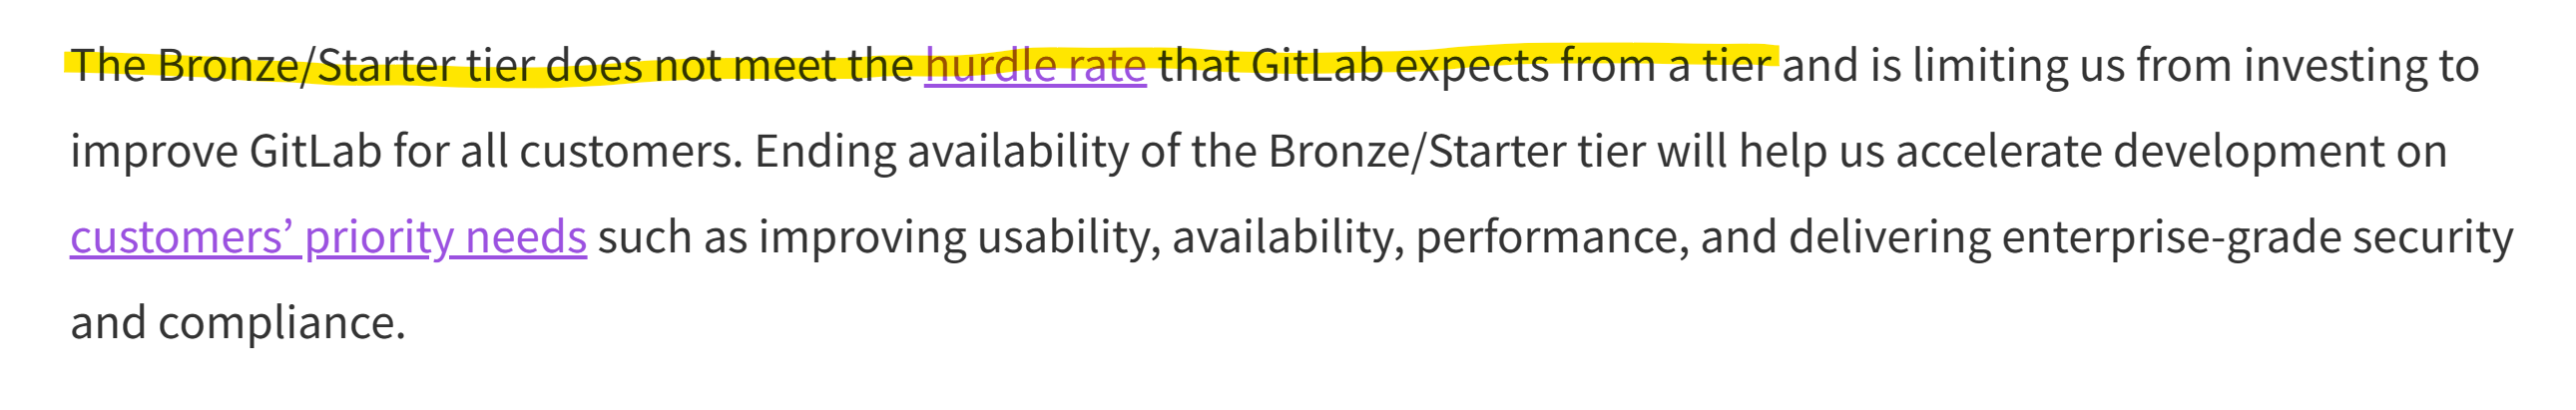 The Bronze/Starter tier does not meet the hurdle rate that GitLab expects from a tier and is limiting us from investing to
improve GitLab for all customers. Ending availability of the Bronze/Starter tier will help us accelerate development on
customers’ priority needs such as improving usability, availability, performance, and delivering enterprise-grade security
and compliance.